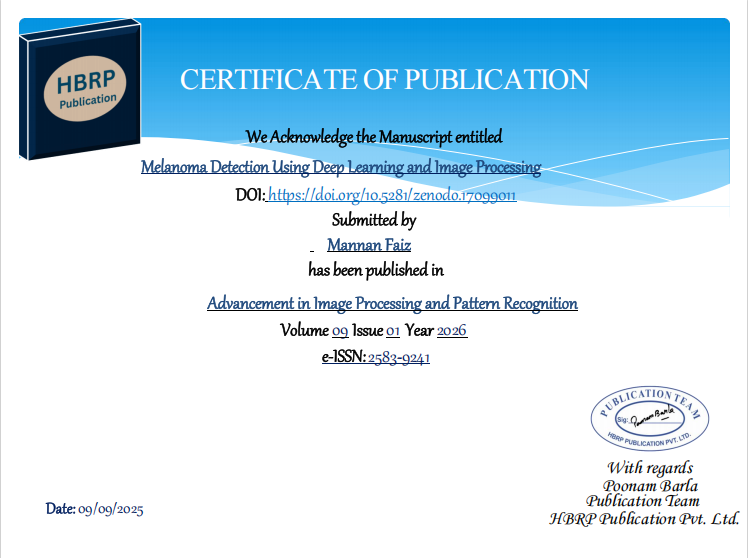 HBRP
Publication
CERTIFICATE OF PUBLICATION
We Acknowledge the Manuscript entitled
Melanoma Detection Using Deep Learning and Image Processing
DOI: https://doi.org/10.5281/zenodo.17099011
Submitted by
Mannan Faiz
has been published in
Advancement in Image Processing and Pattern Recognition
Volume 09 Issue 01 Year 2026
e-ISSN: 2583-9241
PUBLICATION TEAM
Sig: Poonam Barla
HBRP PUBLICATION PVT. LTD.
With regards
Poonam Barla
Publication Team
HBRP Publication Pvt. Ltd.
Date: 09/09/2025